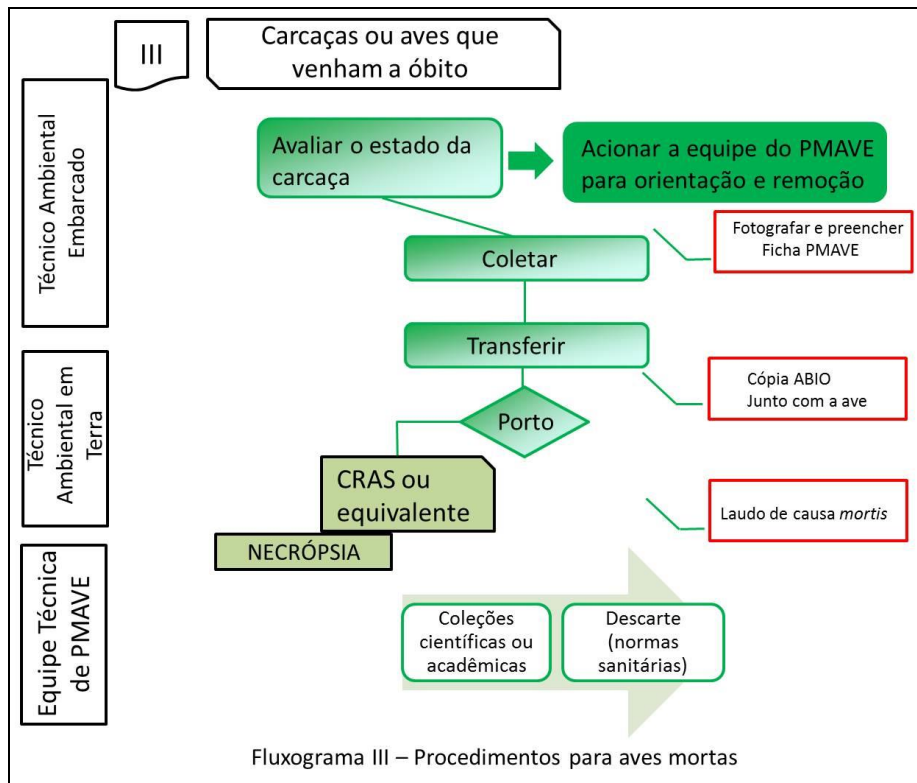 III
Carcaças ou aves que
venham a óbito
Técnico Ambiental
Embarcado
Avaliar o estado da
carcaça
Acionar a equipe do PMAVE
para orientação e remoção
Fotografar e preencher
Ficha PMAVE
Coletar
Transferir
Técnico
Ambiental em
Terra
Cópia ABIO
Junto com a ave
Porto
CRAS ou
equivalente
NECRÓPSIA
Laudo de causa mortis
Equipe Técnica
de PMAVE
Coleções
científicas ou
acadêmicas
Descarte
(normas
sanitárias)
Fluxograma III – Procedimentos para aves mortas